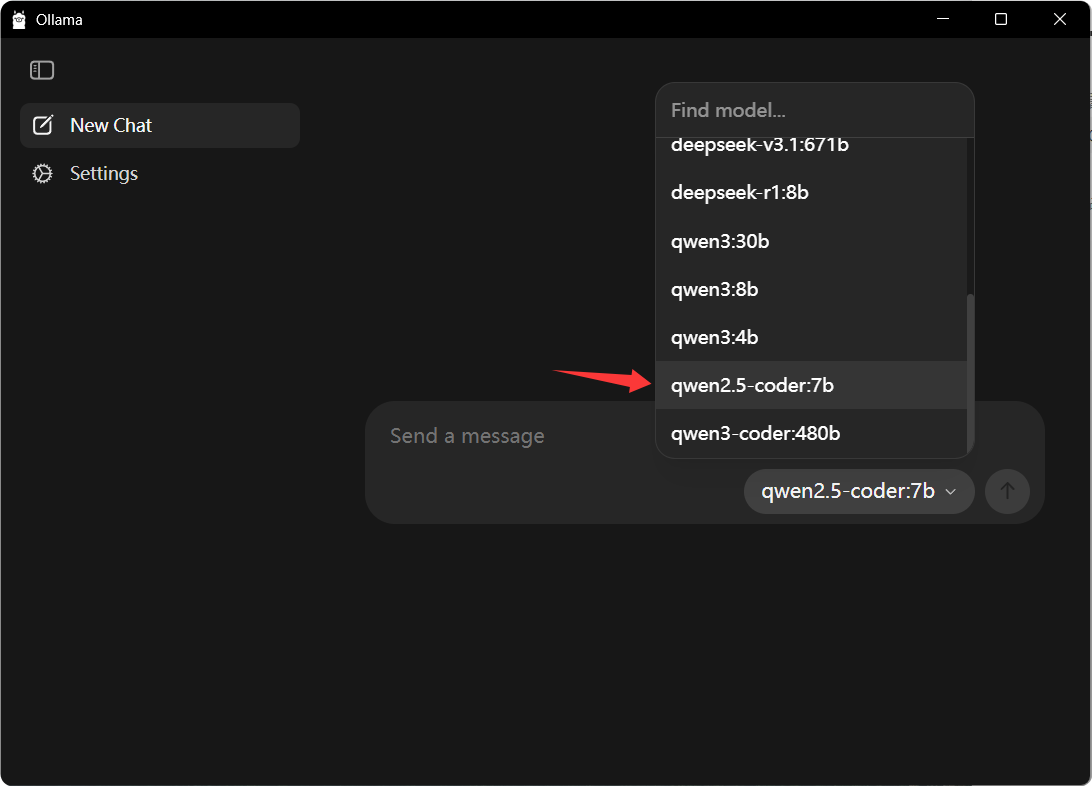 Ollama
New Chat
Settings
Find model...
deepseek-v3.1:671b
deepseek-r1:8b
qwen3:30b
qwen3:8b
qwen3:4b
qwen2.5-coder:7b
qwen3-coder:480b
Send a message
qwen2.5-coder:7b